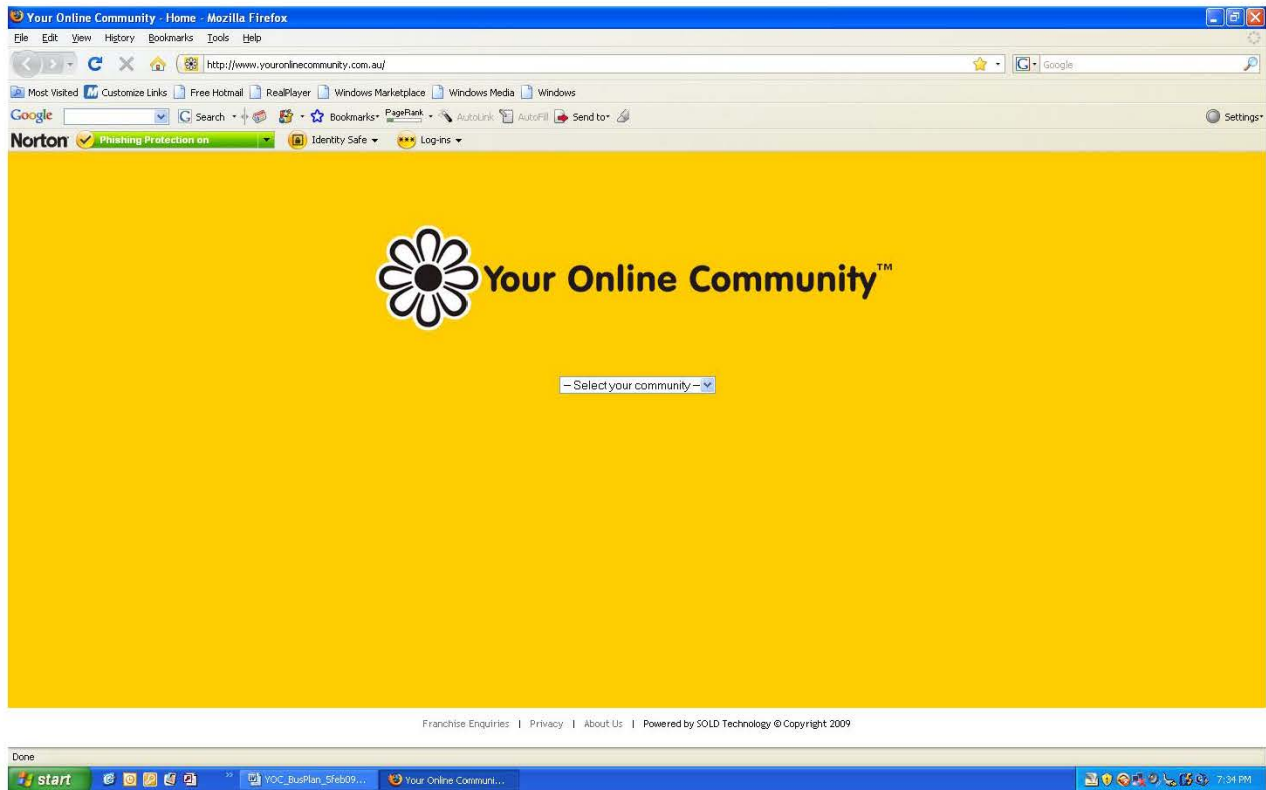 Your Online Community - Home - Mozilla Firefox
File Edit View History Bookmarks Tools Help
http://www.youronlinecommunity.com.au/ G Google
Most Visited Customize Links Free Hotmail RealPlayer Windows Marketplace Windows Media Windows
Google G Search Bookmarks PageRank AutoLink AutoFill Send to Settings
Norton Phishing Protection on Identity Safe Log-ins
Your Online Community™
– Select your community –
Franchise Enquiries | Privacy | About Us | Powered by SOLD Technology © Copyright 2009
Done
start YOC_BusPlan_5feb09... Your Online Communi... 7:34 PM